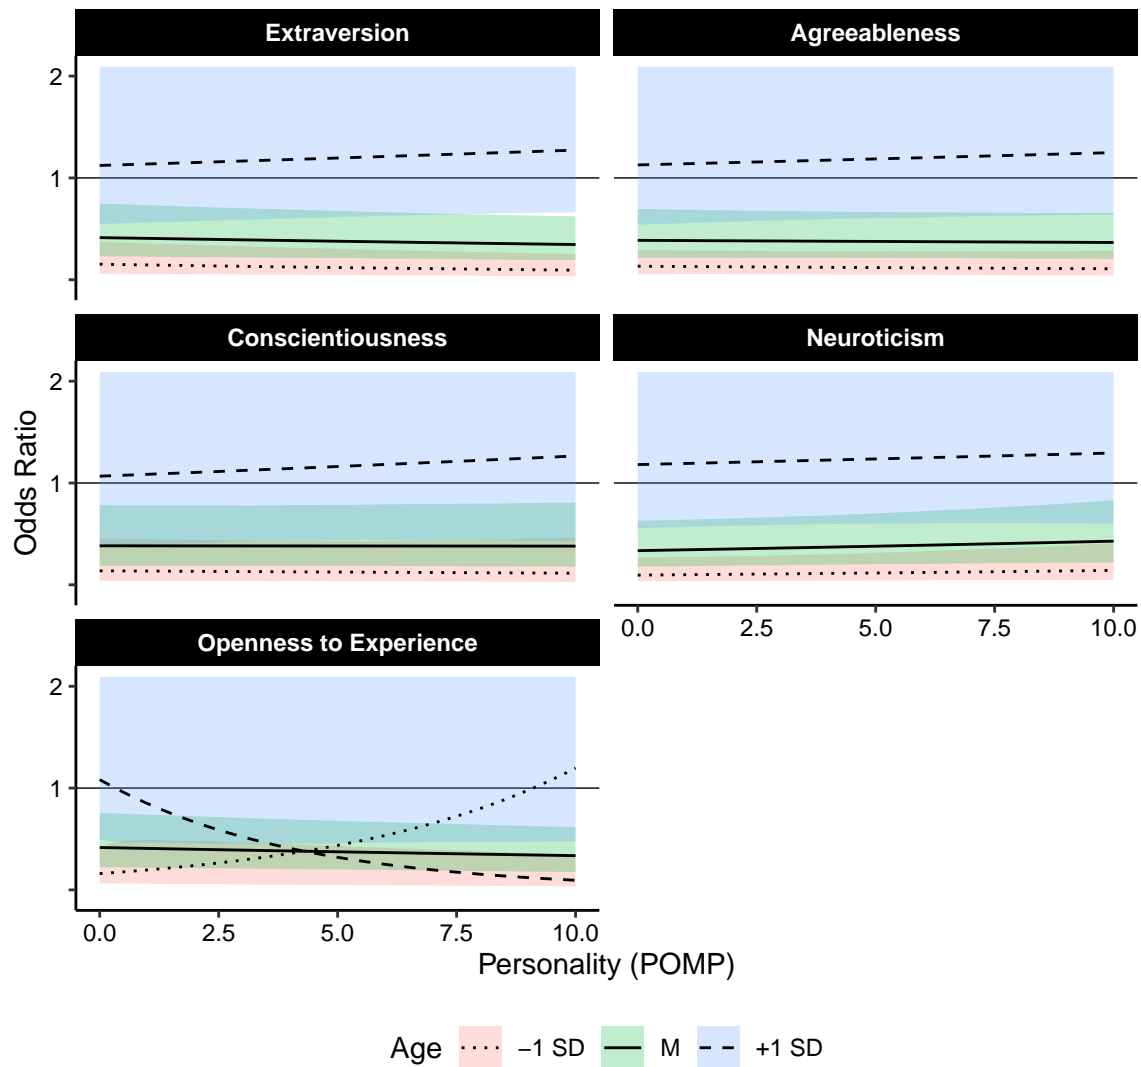 Extraversion
Agreeableness
2
1
Conscientiousness
Neuroticism
2
1
0.0 2.5 5.0 7.5 10.0
Openness to Experience
2
1
0.0 2.5 5.0 7.5 10.0
Odds Ratio
Personality (POMP)
Age −1 SD M +1 SD